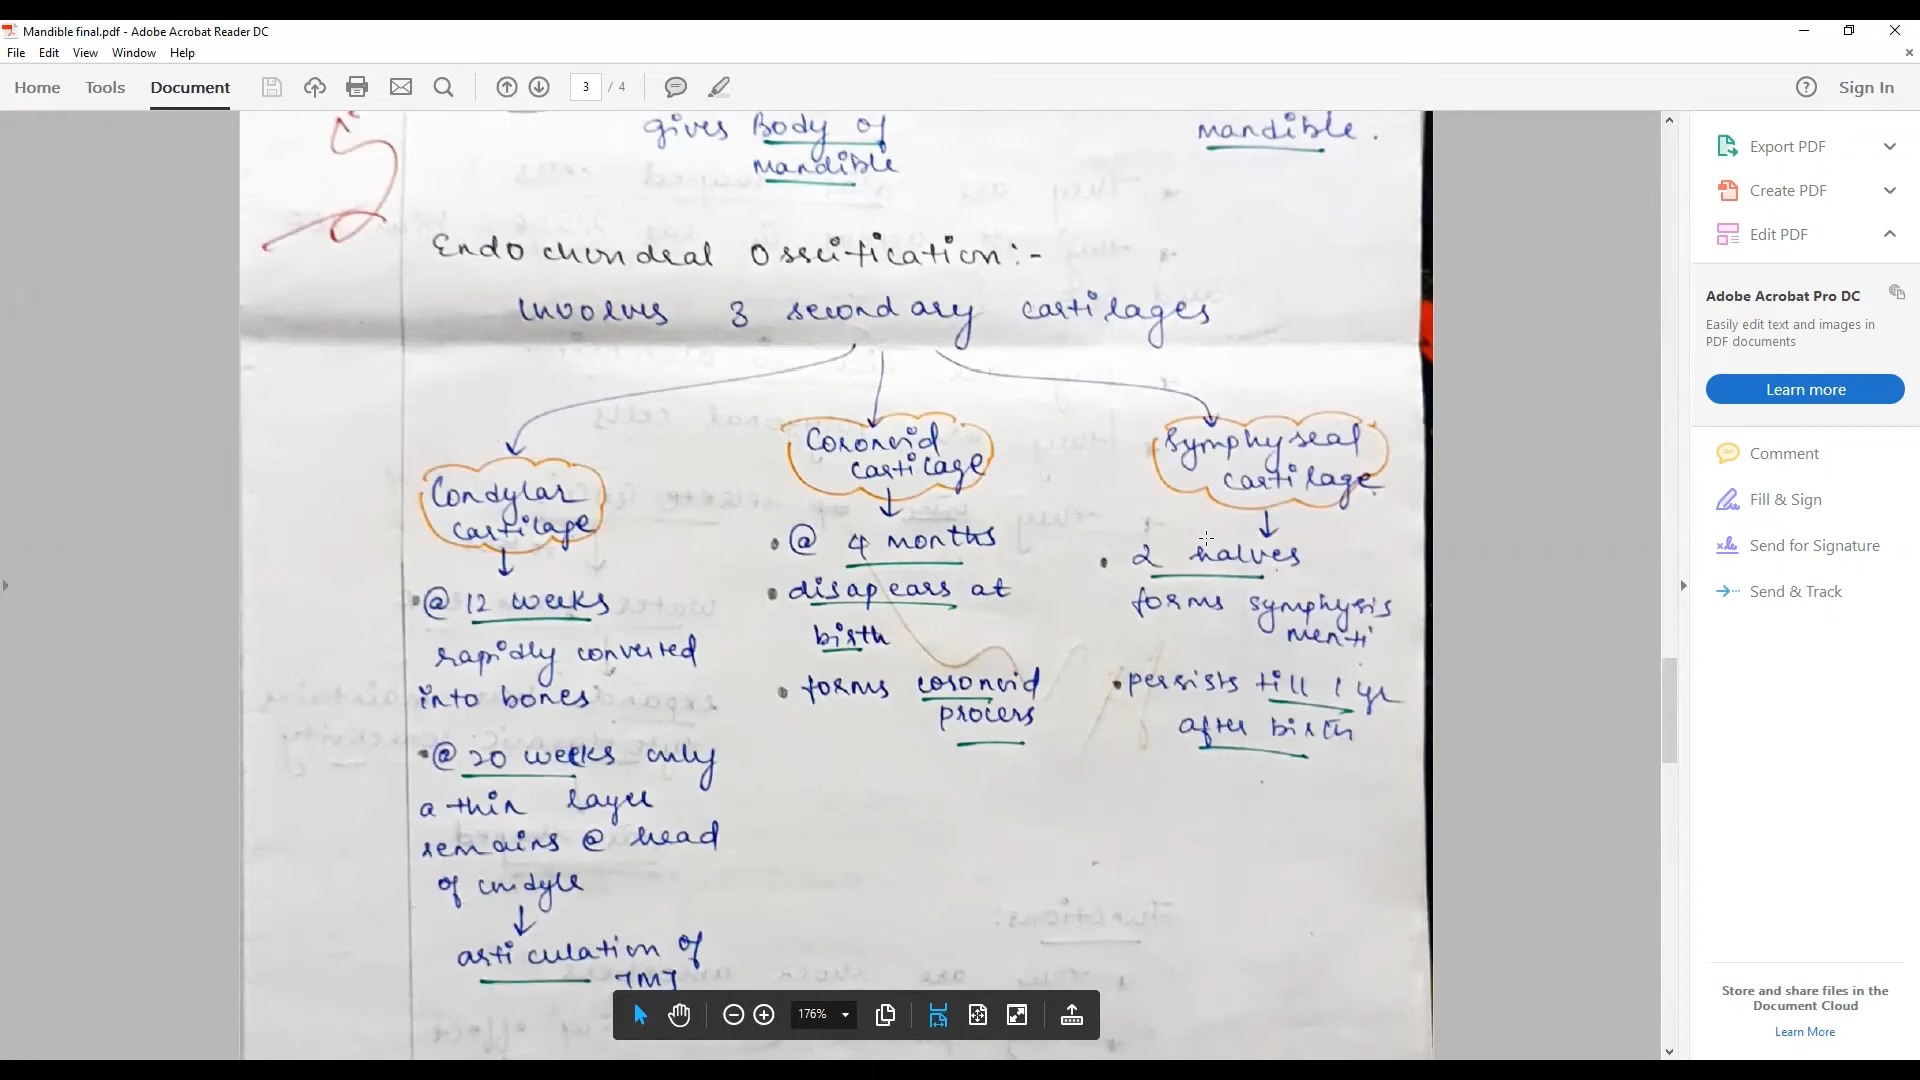 Mandible final.pdf - Adobe Acrobat Reader DC
File Edit View Window Help
Home Tools Document 3 / 4 Sign In
gives Body of
mandible
mandible.
Endochondral Osscification:-
Involves 3 secondary cartilages
Condylar
cartilage
• @ 12 weeks
rapidly converted
into bones
• @ 20 weeks only
a thin layer
remains @ head
of condyle
articulation of
TMJ
Coronoid
cartilage
• @ 4 months
• disapears at
birth
• forms coronoid
process
Symphyseal
cartilage
• 2 halves
forms symphysis
menti
• persists till 1 yr
after birth
176%
Export PDF
Create PDF
Edit PDF
Adobe Acrobat Pro DC
Easily edit text and images in
PDF documents
Learn more
Comment
Fill & Sign
Send for Signature
Send & Track
Store and share files in the
Document Cloud
Learn More